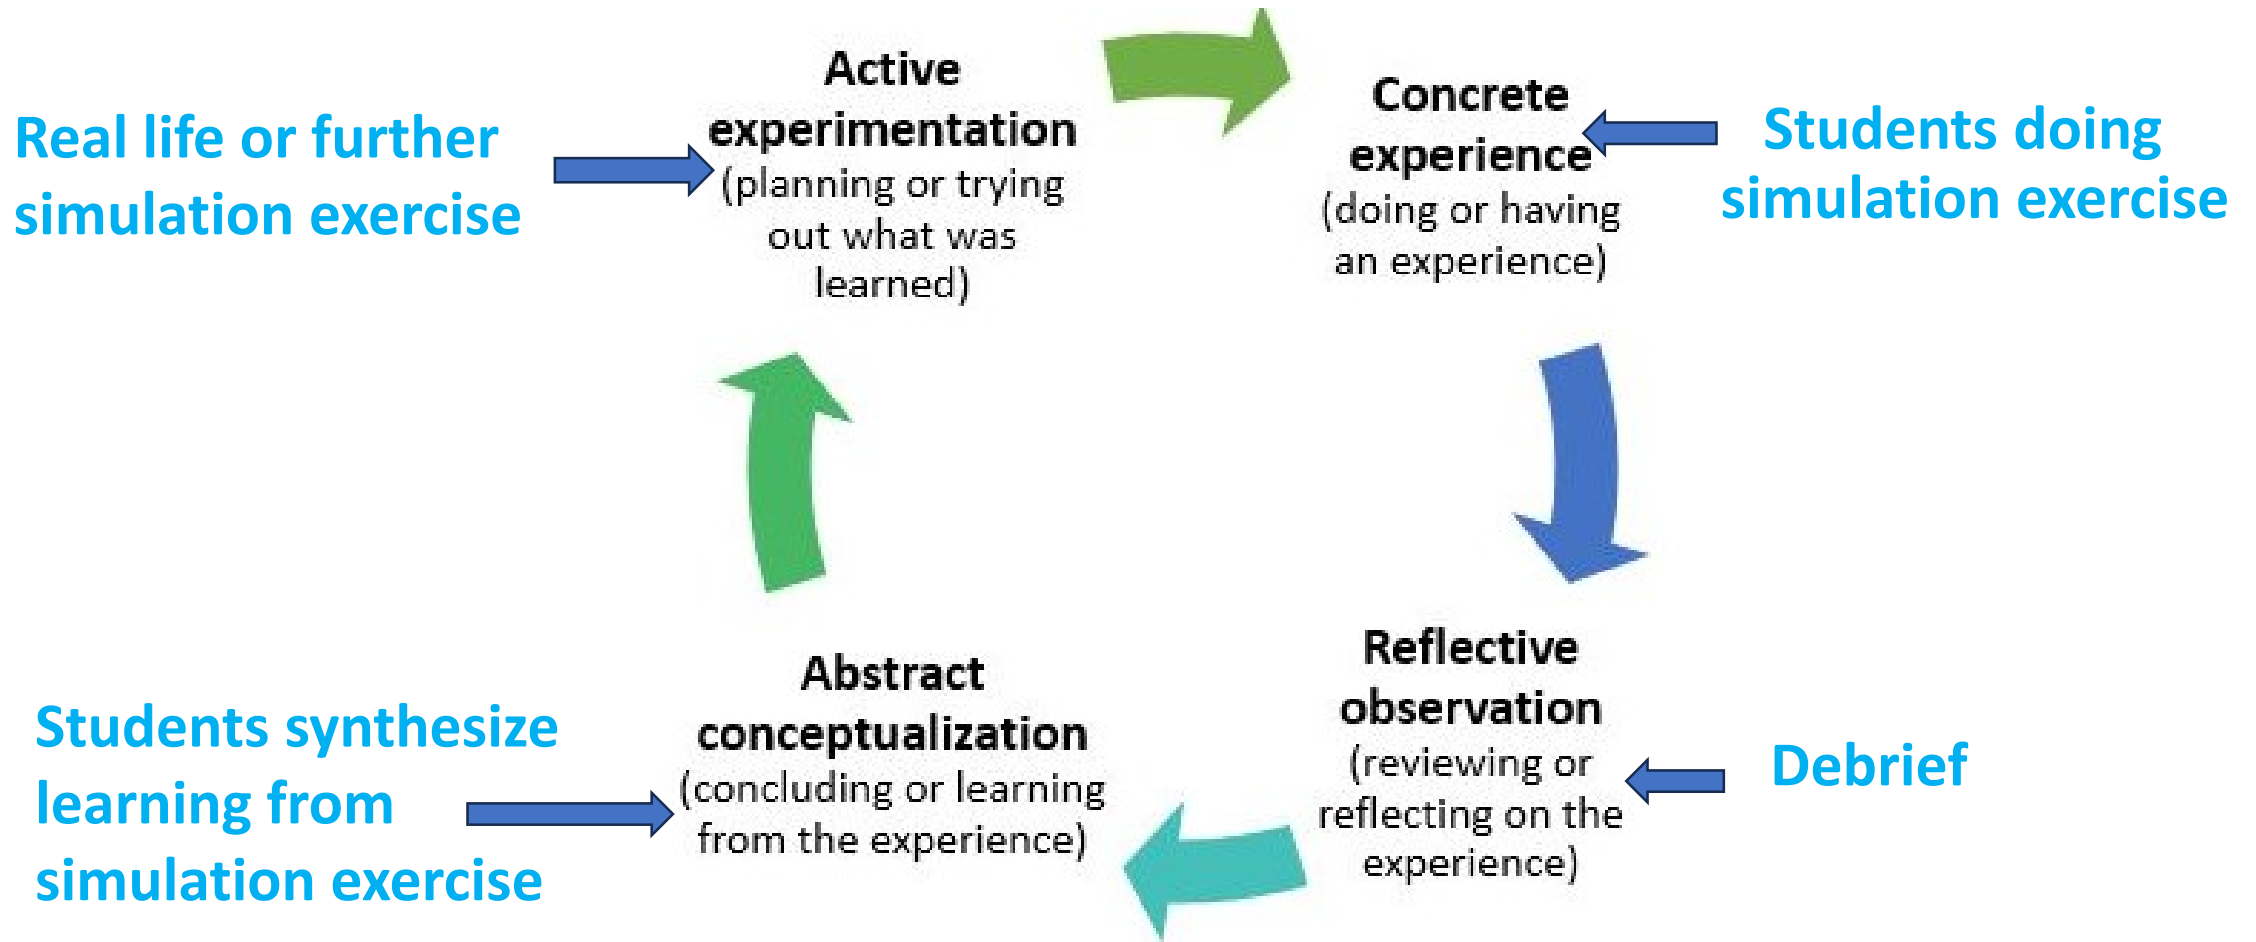 Real life or further
simulation exercise
Active
experimentation
(planning or trying
out what was
learned)
Concrete
experience
(doing or having
an experience)
Students doing
simulation exercise
Students synthesize
learning from
simulation exercise
Abstract
conceptualization
(concluding or learning
from the experience)
Reflective
observation
(reviewing or
reflecting on the
experience)
Debrief